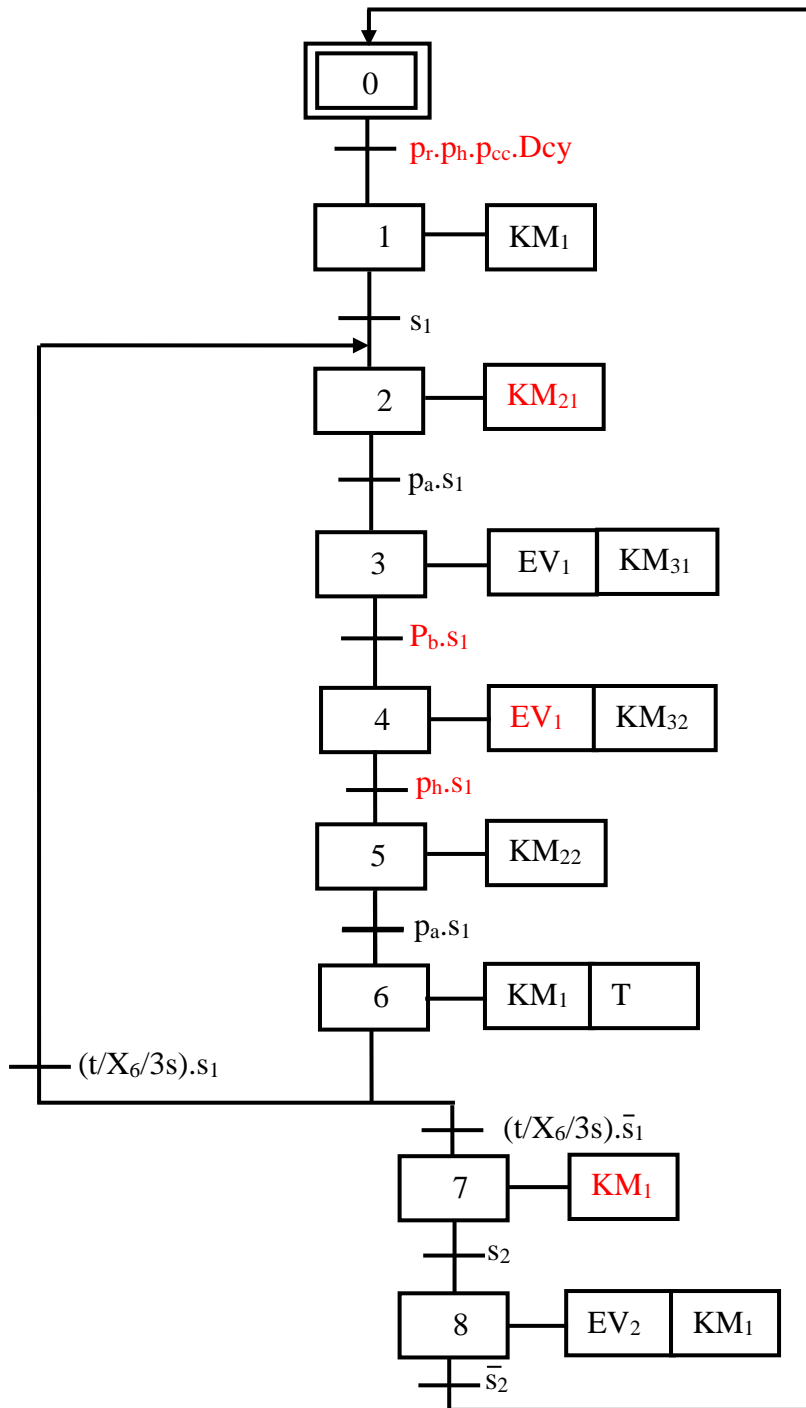 0
pᵣ.pₕ.p_cc.Dcy
1 KM₁
s₁
2 KM₂₁
pₐ.s₁
3 EV₁ KM₃₁
P_b.s₁
4 EV₁ KM₃₂
pₕ.s₁
5 KM₂₂
pₐ.s₁
6 KM₁ T
(t/X₆/3s).s₁
(t/X₆/3s).s̄₁
7 KM₁
s₂
8 EV₂ KM₁
s̄₂